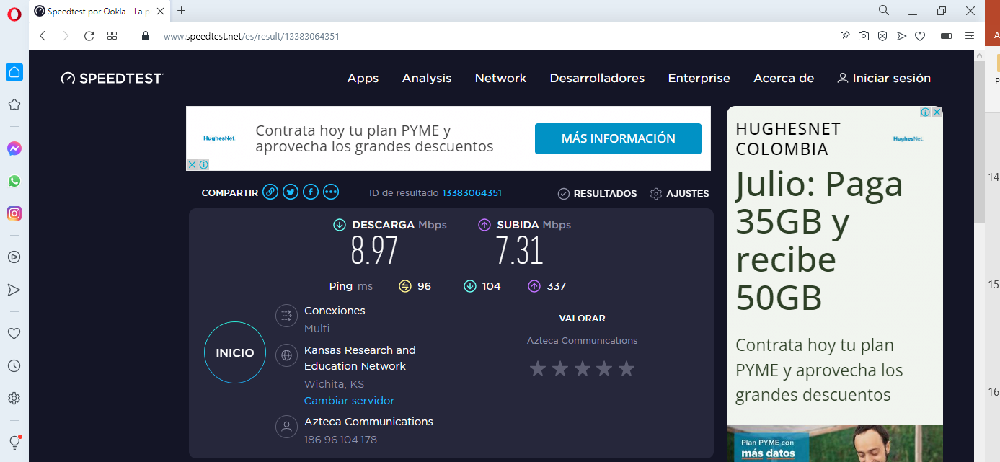 Speedtest por Ookla - La p
www.speedtest.net/es/result/13383064351
SPEEDTEST
Apps Analysis Network Desarrolladores Enterprise Acerca de Iniciar sesión
HughesNet.
Contrata hoy tu plan PYME y
aprovecha los grandes descuentos
MÁS INFORMACIÓN
COMPARTIR
ID de resultado 13383064351
RESULTADOS
AJUSTES
DESCARGA Mbps
8.97
SUBIDA Mbps
7.31
Ping ms 96 104 337
INICIO
Conexiones
Multi
Kansas Research and
Education Network
Wichita, KS
Cambiar servidor
Azteca Communications
186.96.104.178
VALORAR
Azteca Communications
HUGHESNET
COLOMBIA
HughesNet.
Julio: Paga
35GB y
recibe
50GB
Contrata hoy tu plan
PYME y aprovecha los
grandes descuentos
Plan PYME con
más datos
A
P
14
15
16